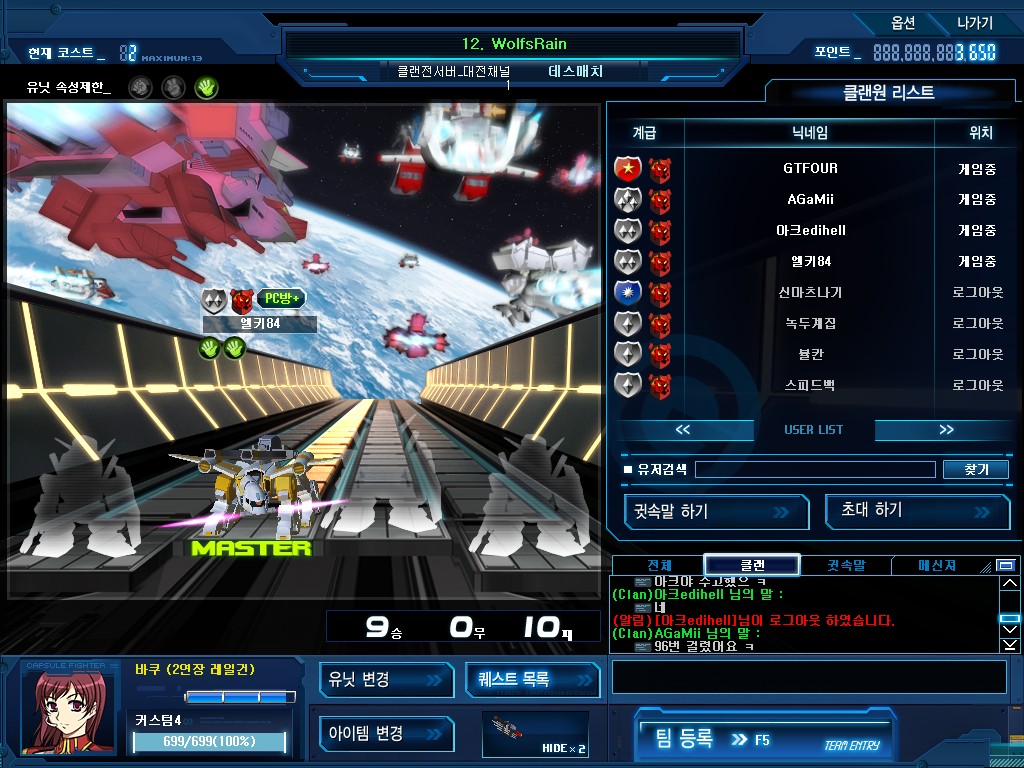 옵션
나가기
12. WolfsRain
현재 코스트_
MAXIMUM:13
포인트_ 888,888,883,650
클랜전서버_대전채널
데스매치
1
유닛 속성제한_
클랜원 리스트
계급 닉네임 위치
GTFOUR 게임중
AGaMii 게임중
아크edihell 게임중
엘키84 게임중
신마츠나기 로그아웃
녹두계집 로그아웃
뷸칸 로그아웃
스피드백 로그아웃
PC방+
엘키84
MASTER
<< USER LIST >>
유저검색 찾기
귓속말 하기 >>
초대 하기 >>
전체 클랜 귓속말 메신저
아크야 수고했으 ㅋ
(Clan)아크edihell 님의 말 :
네
(알림) [아크edihell]님이 로그아웃 하였습니다.
(Clan)AGaMii 님의 말 :
96번 걸렸어요 ㅋ
9승 0무 10패
CAPSULE FIGHTER
바쿠 (2연장 레일건)
커스텀4
699/699(100%)
유닛 변경 >>
퀘스트 목록 >>
아이템 변경 >>
HIDE×2
팀 등록 >> F5
TEAM ENTRY